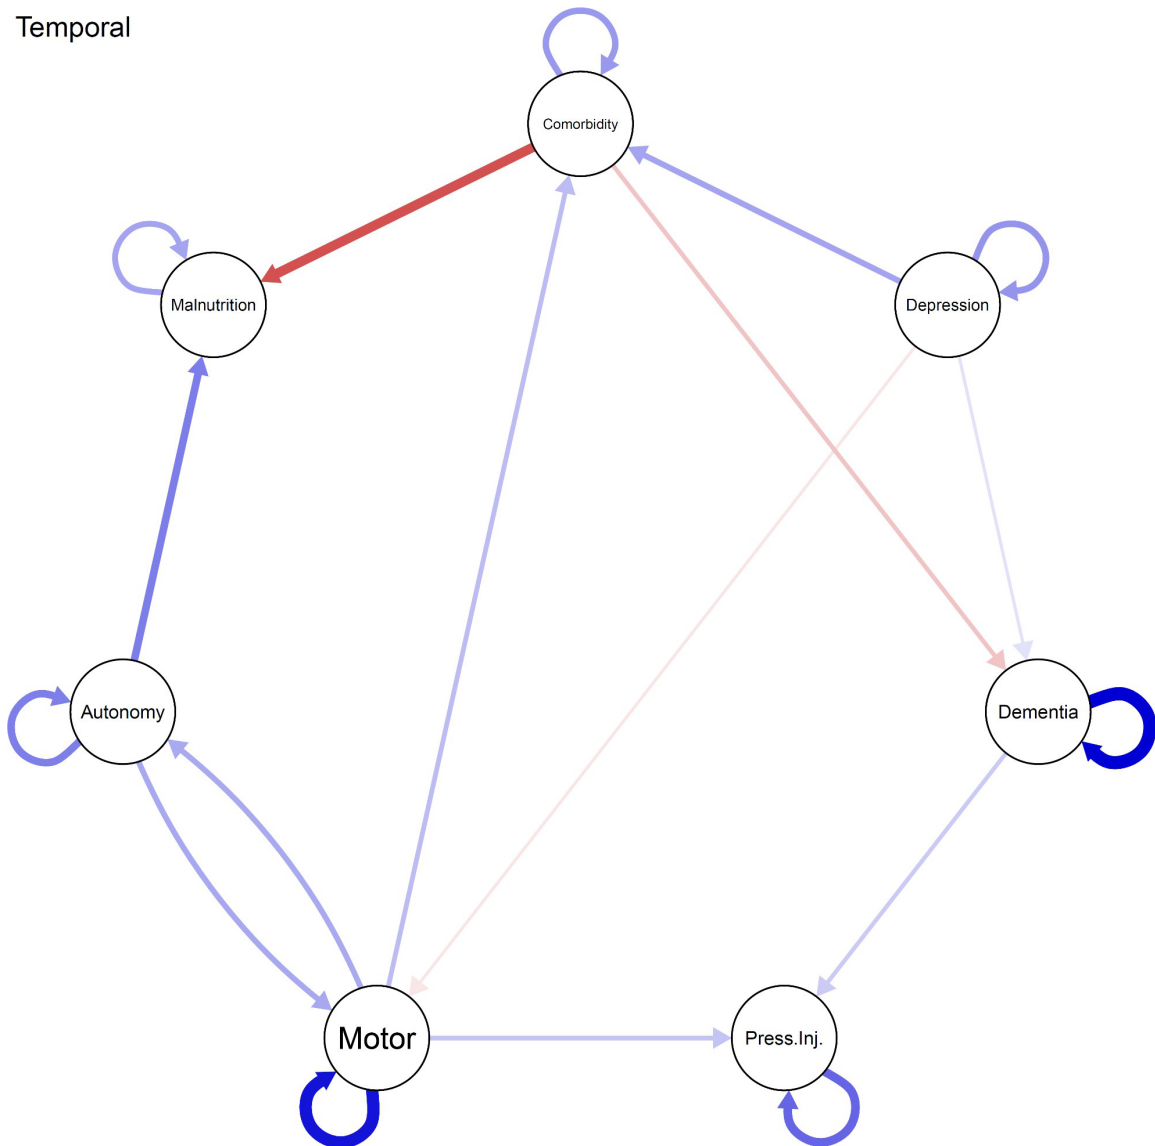 Temporal
Comorbidity
Malnutrition
Depression
Autonomy
Dementia
Motor
Press.Inj.